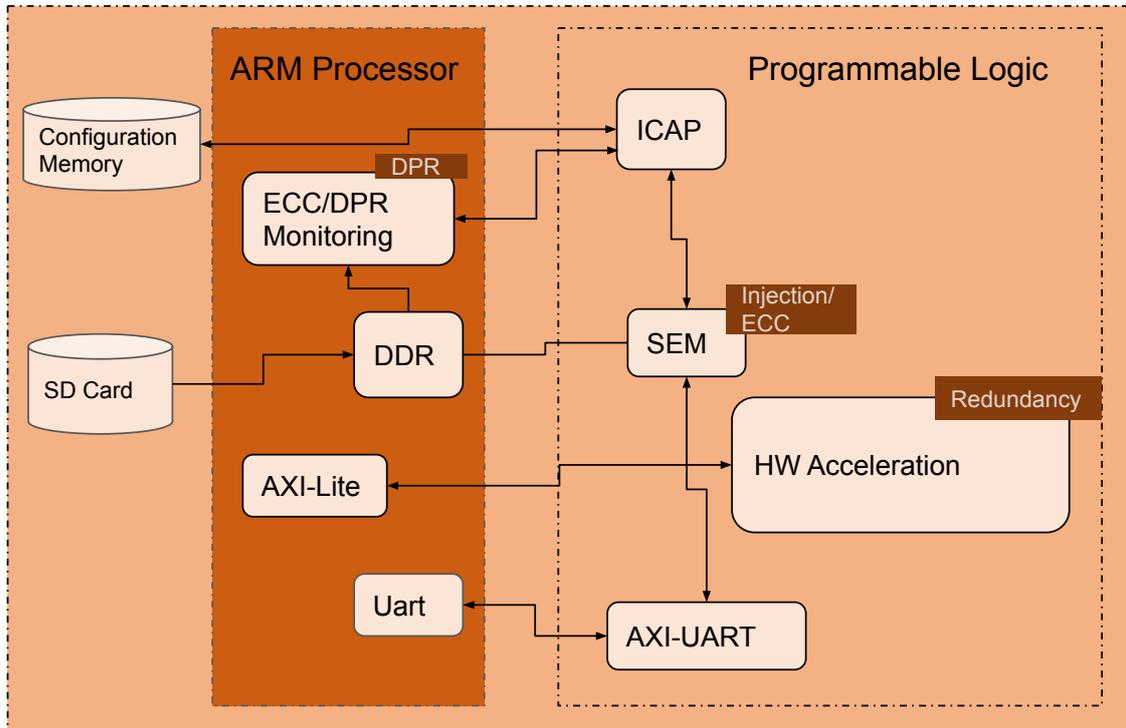 ARM Processor
Programmable Logic
Configuration
Memory
ICAP
DPR
ECC/DPR
Monitoring
Injection/
ECC
SEM
DDR
SD Card
Redundancy
HW Acceleration
AXI-Lite
Uart
AXI-UART